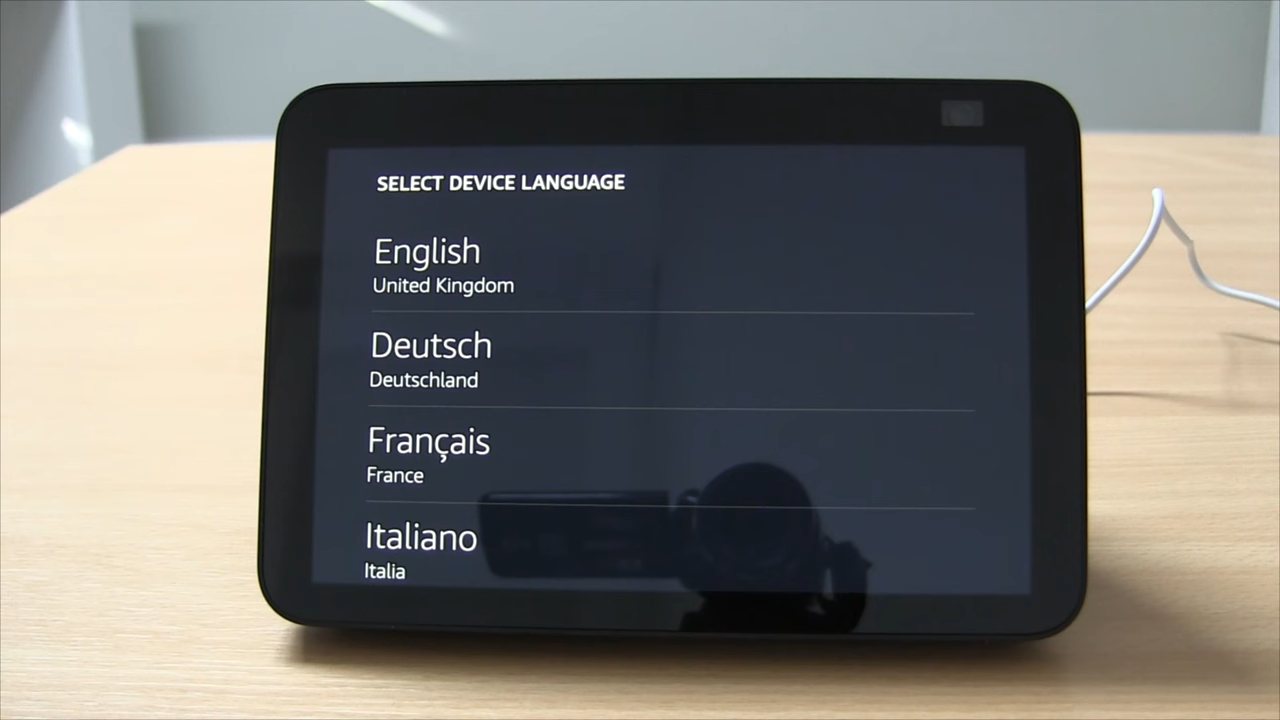 SELECT DEVICE LANGUAGE
English
United Kingdom
Deutsch
Deutschland
Français
France
Italiano
Italia